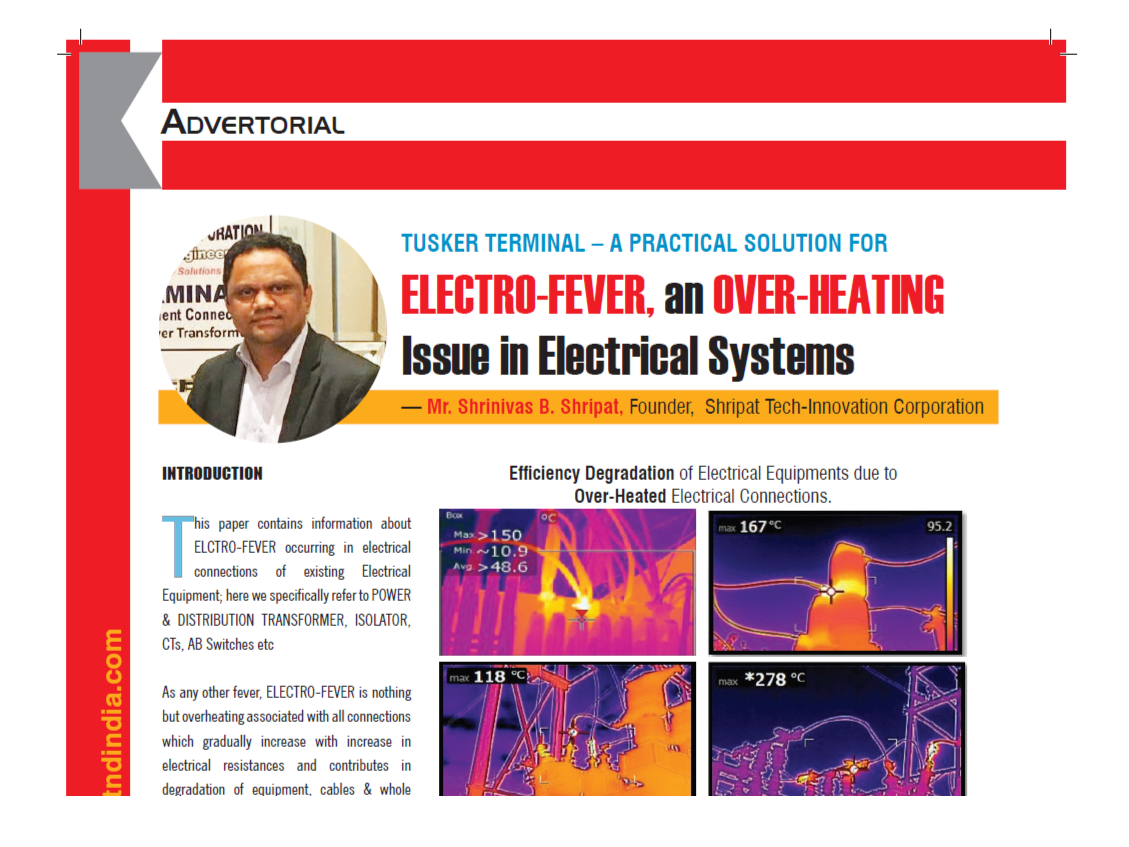 ADVERTORIAL
TUSKER TERMINAL – A PRACTICAL SOLUTION FOR
ELECTRO-FEVER, an OVER-HEATING
Issue in Electrical Systems
— Mr. Shrinivas B. Shripat, Founder, Shripat Tech-Innovation Corporation
Solutions
INTRODUCTION
This paper contains information about
ELCTRO-FEVER occurring in electrical
connections of existing Electrical
Equipment; here we specifically refer to POWER
& DISTRIBUTION TRANSFORMER, ISOLATOR,
CTs, AB Switches etc
As any other fever, ELECTRO-FEVER is nothing
but overheating associated with all connections
which gradually increase with increase in
electrical resistances and contributes in
degradation of equipment, cables & whole
Efficiency Degradation of Electrical Equipments due to
Over-Heated Electrical Connections.
Box °C
Max >150
Min ~10.9
Avg >48.6
max 167 °C 95.2
max 118 °C
max *278 °C
tndindia.com